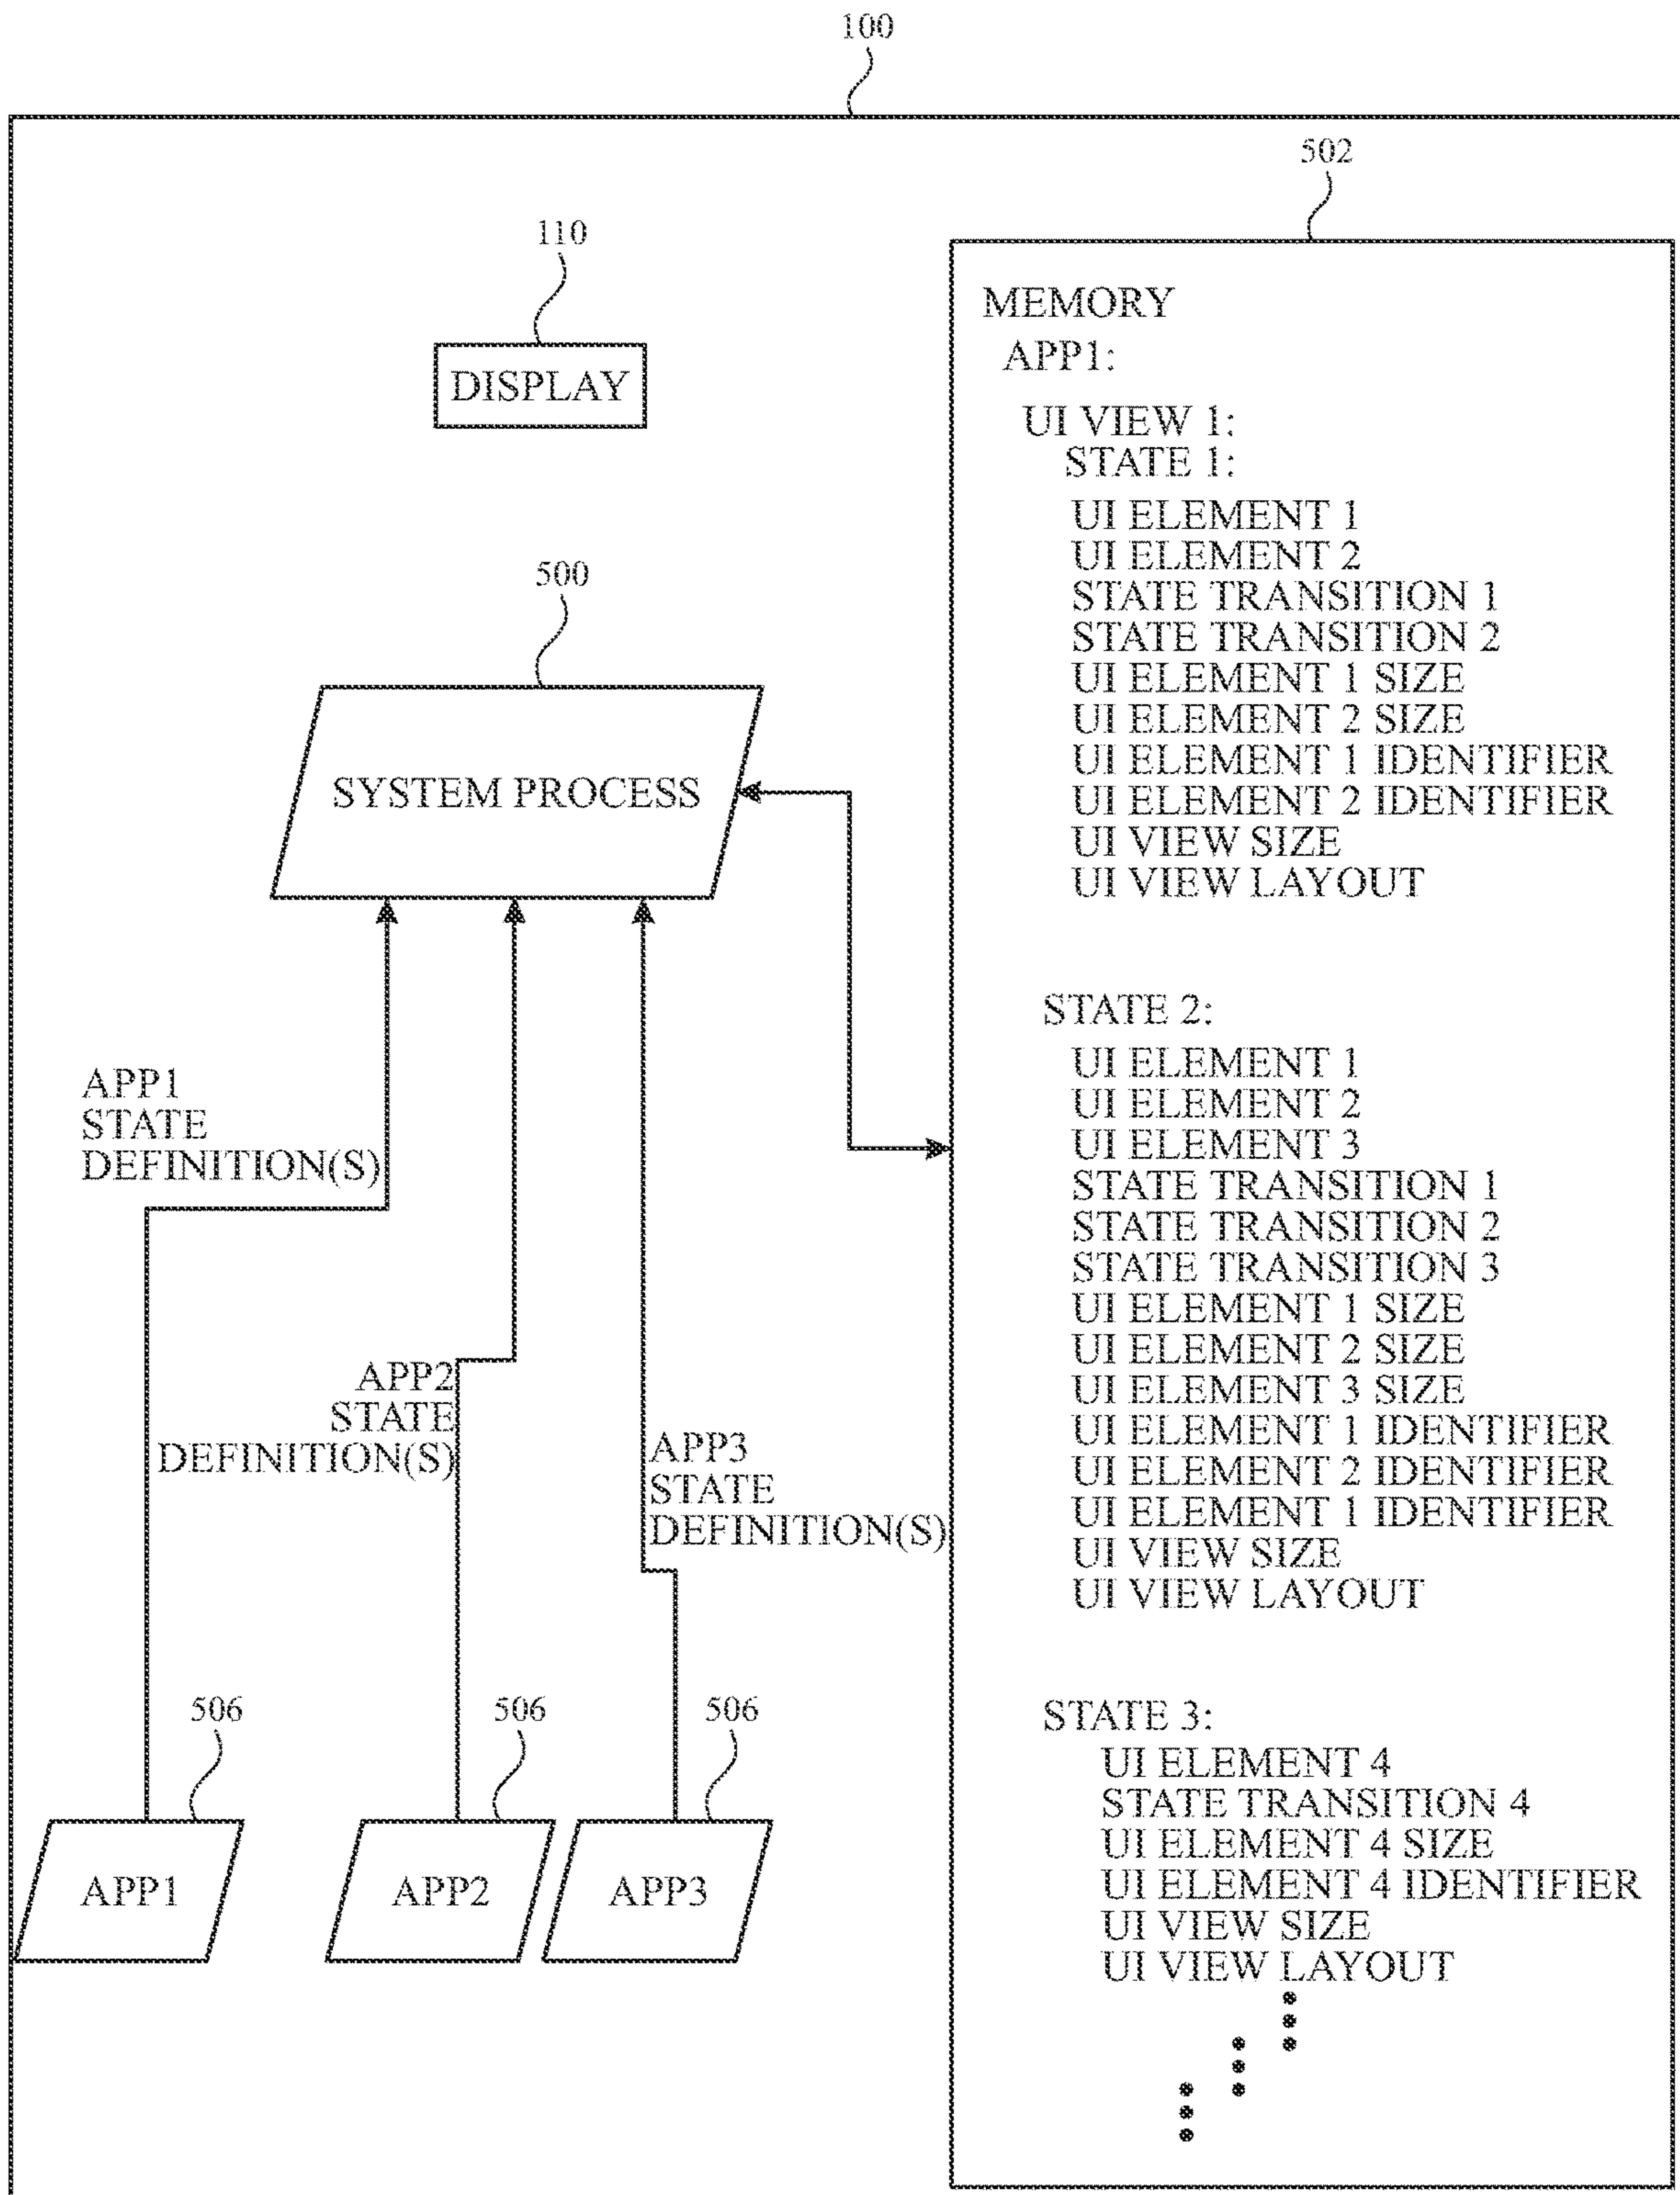 100
502
110
DISPLAY
500
SYSTEM PROCESS
APP1
STATE
DEFINITION(S)
APP2
STATE
DEFINITION(S)
APP3
STATE
DEFINITION(S)
506
506
506
APP1
APP2
APP3
MEMORY
APP1:
UI VIEW 1:
STATE 1:
UI ELEMENT 1
UI ELEMENT 2
STATE TRANSITION 1
STATE TRANSITION 2
UI ELEMENT 1 SIZE
UI ELEMENT 2 SIZE
UI ELEMENT 1 IDENTIFIER
UI ELEMENT 2 IDENTIFIER
UI VIEW SIZE
UI VIEW LAYOUT
STATE 2:
UI ELEMENT 1
UI ELEMENT 2
UI ELEMENT 3
STATE TRANSITION 1
STATE TRANSITION 2
STATE TRANSITION 3
UI ELEMENT 1 SIZE
UI ELEMENT 2 SIZE
UI ELEMENT 3 SIZE
UI ELEMENT 1 IDENTIFIER
UI ELEMENT 2 IDENTIFIER
UI ELEMENT 1 IDENTIFIER
UI VIEW SIZE
UI VIEW LAYOUT
STATE 3:
UI ELEMENT 4
STATE TRANSITION 4
UI ELEMENT 4 SIZE
UI ELEMENT 4 IDENTIFIER
UI VIEW SIZE
UI VIEW LAYOUT